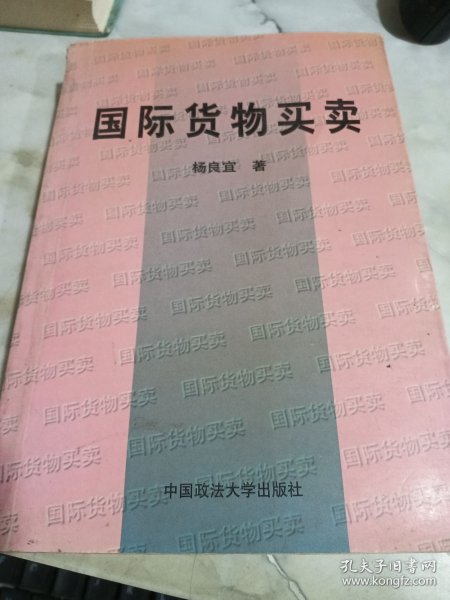 国际货物买卖
杨良宜 著
中国政法大学出版社
孔夫子旧书网
www.kongfz.com